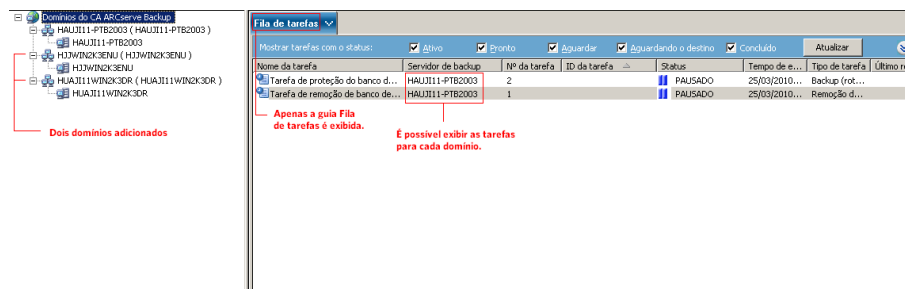 Domínios do CA ARCserve Backup
HAUJI11-PTB2003 ( HAUJI11-PTB2003 )
HAUJI11-PTB2003
HJJWIN2K3ENU ( HJJWIN2K3ENU )
HJJWIN2K3ENU
HUAJI11WIN2K3DR ( HUAJI11WIN2K3DR )
HUAJI11WIN2K3DR
Dois domínios adicionados
Fila de tarefas
Mostrar tarefas com o status: Ativo Pronto Aguardar Aguardando o destino Concluído Atualizar
Nome da tarefa Servidor de backup Nº da tarefa ID da tarefa Status Tempo de e... Tipo de tarefa Último re
Tarefa de proteção do banco d... HAUJI11-PTB2003 2 PAUSADO 25/03/2010... Backup (rot...
Tarefa de remoção de banco de... HAUJI11-PTB2003 1 PAUSADO 25/03/2010... Remoção d...
Apenas a guia Fila
de tarefas é exibida.
É possível exibir as tarefas
para cada domínio.